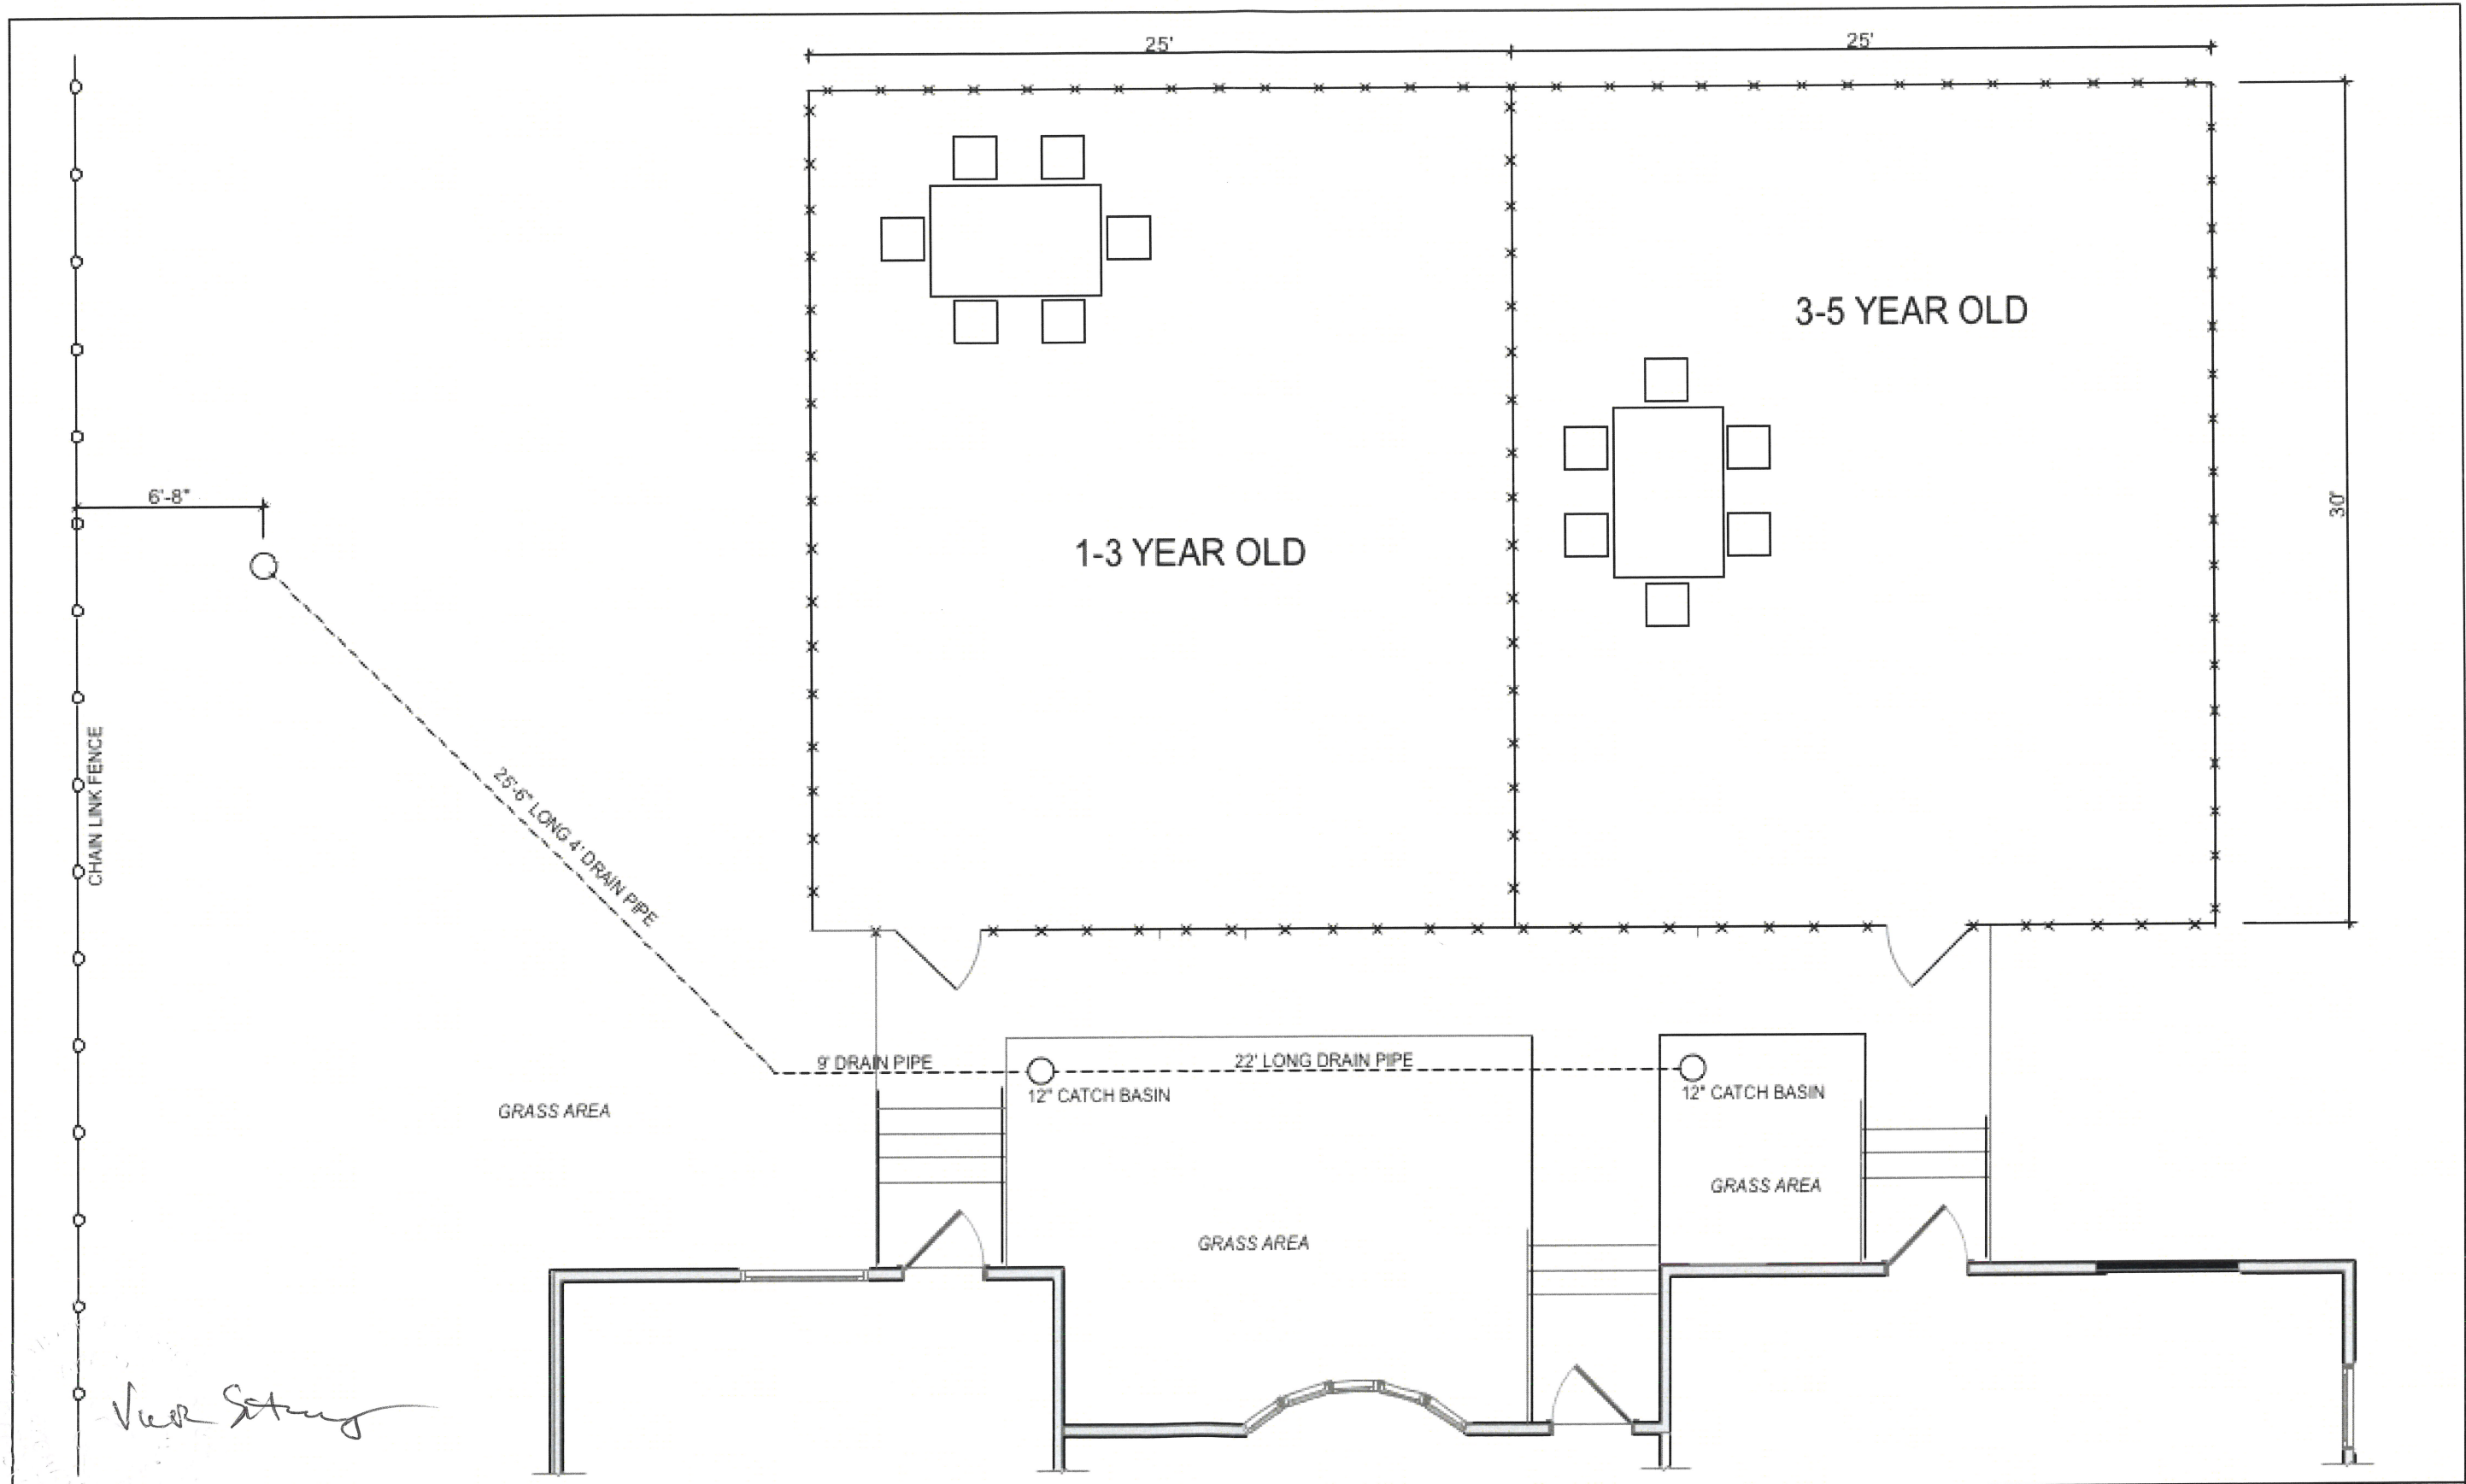 25'
25'
3-5 YEAR OLD
6'-8"
30'
1-3 YEAR OLD
CHAIN LINK FENCE
25'-6" LONG 4' DRAIN PIPE
9' DRAIN PIPE
22' LONG DRAIN PIPE
12" CATCH BASIN
12" CATCH BASIN
GRASS AREA
GRASS AREA
GRASS AREA